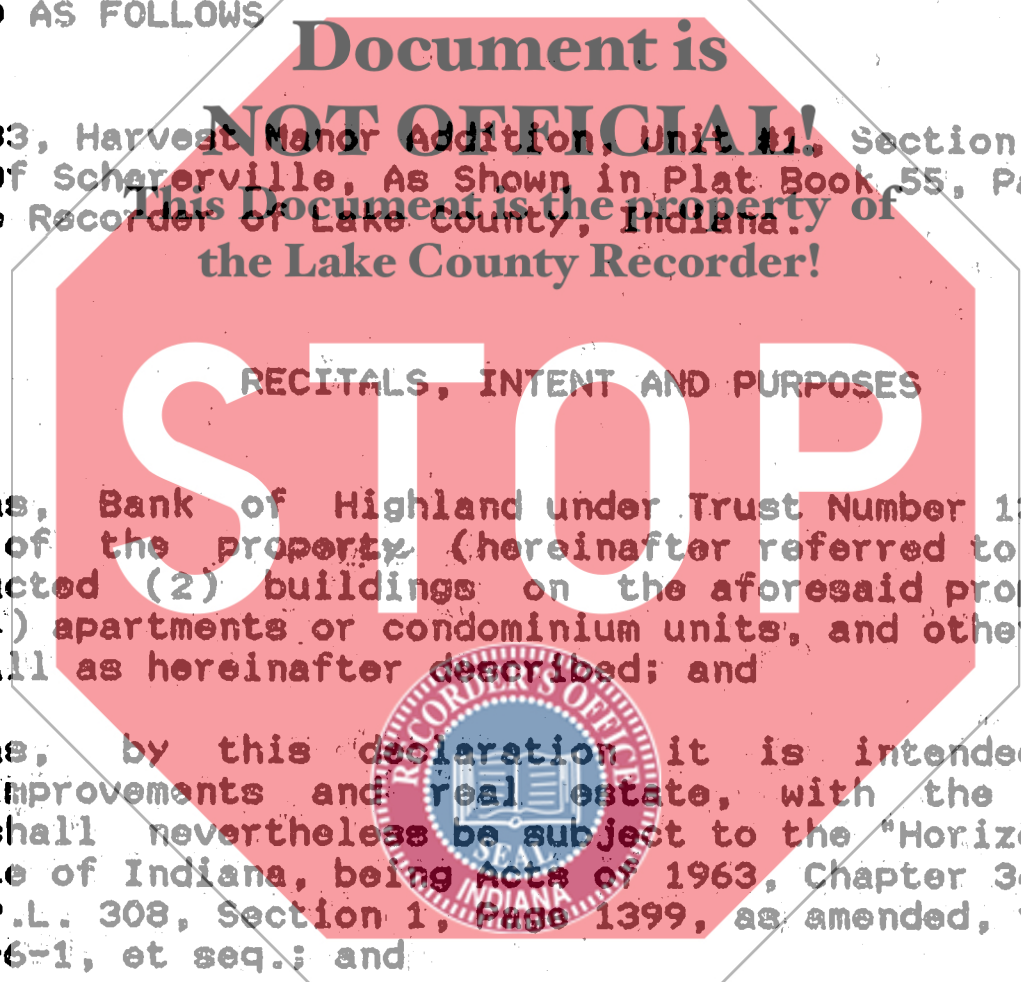 AS FOLLOWS
Document is
NOT OFFICIAL!
3, Harvest Manor Addition, Unit #1, Section
f Schererville, As Shown in Plat Book 55, Pa
This Document is the property of
Recorder of Lake County, Indiana.
the Lake County Recorder!
STOP
RECITALS, INTENT AND PURPOSES
s, Bank of Highland under Trust Number 1
of the property (hereinafter referred to
cted (2) buildings on the aforesaid prop
) apartments or condominium units, and othe
ll as hereinafter described; and
RECORDER'S OFFICE
SEAL
INDIANA
s, by this declaration it is intende
mprovements and real estate, with the
hall nevertheless be subject to the "Horiz
e of Indiana, being Acts of 1963, Chapter 3
.L. 308, Section 1, Page 1399, as amended,
6-1, et seq.; and